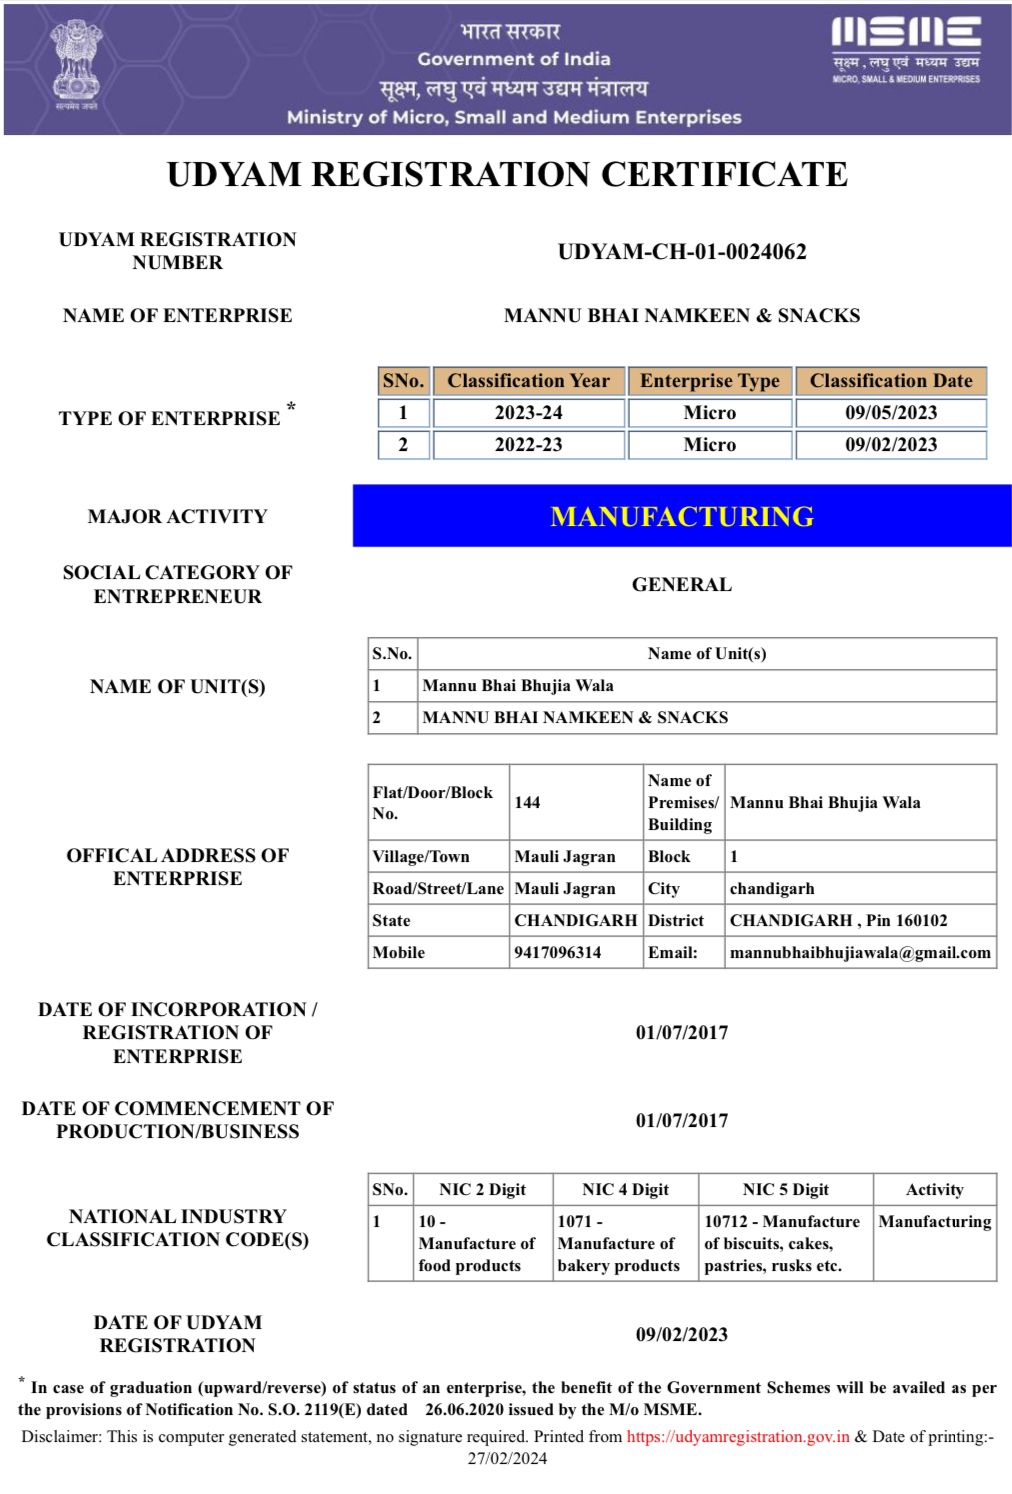 भारत सरकार
Government of India
सूक्ष्म, लघु एवं मध्यम उद्यम मंत्रालय
Ministry of Micro, Small and Medium Enterprises
सत्यमेव जयते
MSME
सूक्ष्म, लघु एवं मध्यम उद्यम
MICRO, SMALL & MEDIUM ENTERPRISES
UDYAM REGISTRATION CERTIFICATE
UDYAM REGISTRATION
NUMBER
UDYAM-CH-01-0024062
NAME OF ENTERPRISE
MANNU BHAI NAMKEEN & SNACKS
TYPE OF ENTERPRISE *
SNo. Classification Year Enterprise Type Classification Date
1 2023-24 Micro 09/05/2023
2 2022-23 Micro 09/02/2023
MAJOR ACTIVITY
MANUFACTURING
SOCIAL CATEGORY OF
ENTREPRENEUR
GENERAL
NAME OF UNIT(S)
S.No. Name of Unit(s)
1 Mannu Bhai Bhujia Wala
2 MANNU BHAI NAMKEEN & SNACKS
OFFICAL ADDRESS OF
ENTERPRISE
Flat/Door/Block
No.
144
Name of
Premises/
Building
Mannu Bhai Bhujia Wala
Village/Town Mauli Jagran Block 1
Road/Street/Lane Mauli Jagran City chandigarh
State CHANDIGARH District CHANDIGARH , Pin 160102
Mobile 9417096314 Email: mannubhaibhujiawala@gmail.com
DATE OF INCORPORATION /
REGISTRATION OF
ENTERPRISE
01/07/2017
DATE OF COMMENCEMENT OF
PRODUCTION/BUSINESS
01/07/2017
NATIONAL INDUSTRY
CLASSIFICATION CODE(S)
SNo. NIC 2 Digit NIC 4 Digit NIC 5 Digit Activity
1
10 -
Manufacture of
food products
1071 -
Manufacture of
bakery products
10712 - Manufacture
of biscuits, cakes,
pastries, rusks etc.
Manufacturing
DATE OF UDYAM
REGISTRATION
09/02/2023
* In case of graduation (upward/reverse) of status of an enterprise, the benefit of the Government Schemes will be availed as per
the provisions of Notification No. S.O. 2119(E) dated 26.06.2020 issued by the M/o MSME.
Disclaimer: This is computer generated statement, no signature required. Printed from https://udyamregistration.gov.in & Date of printing:-
27/02/2024